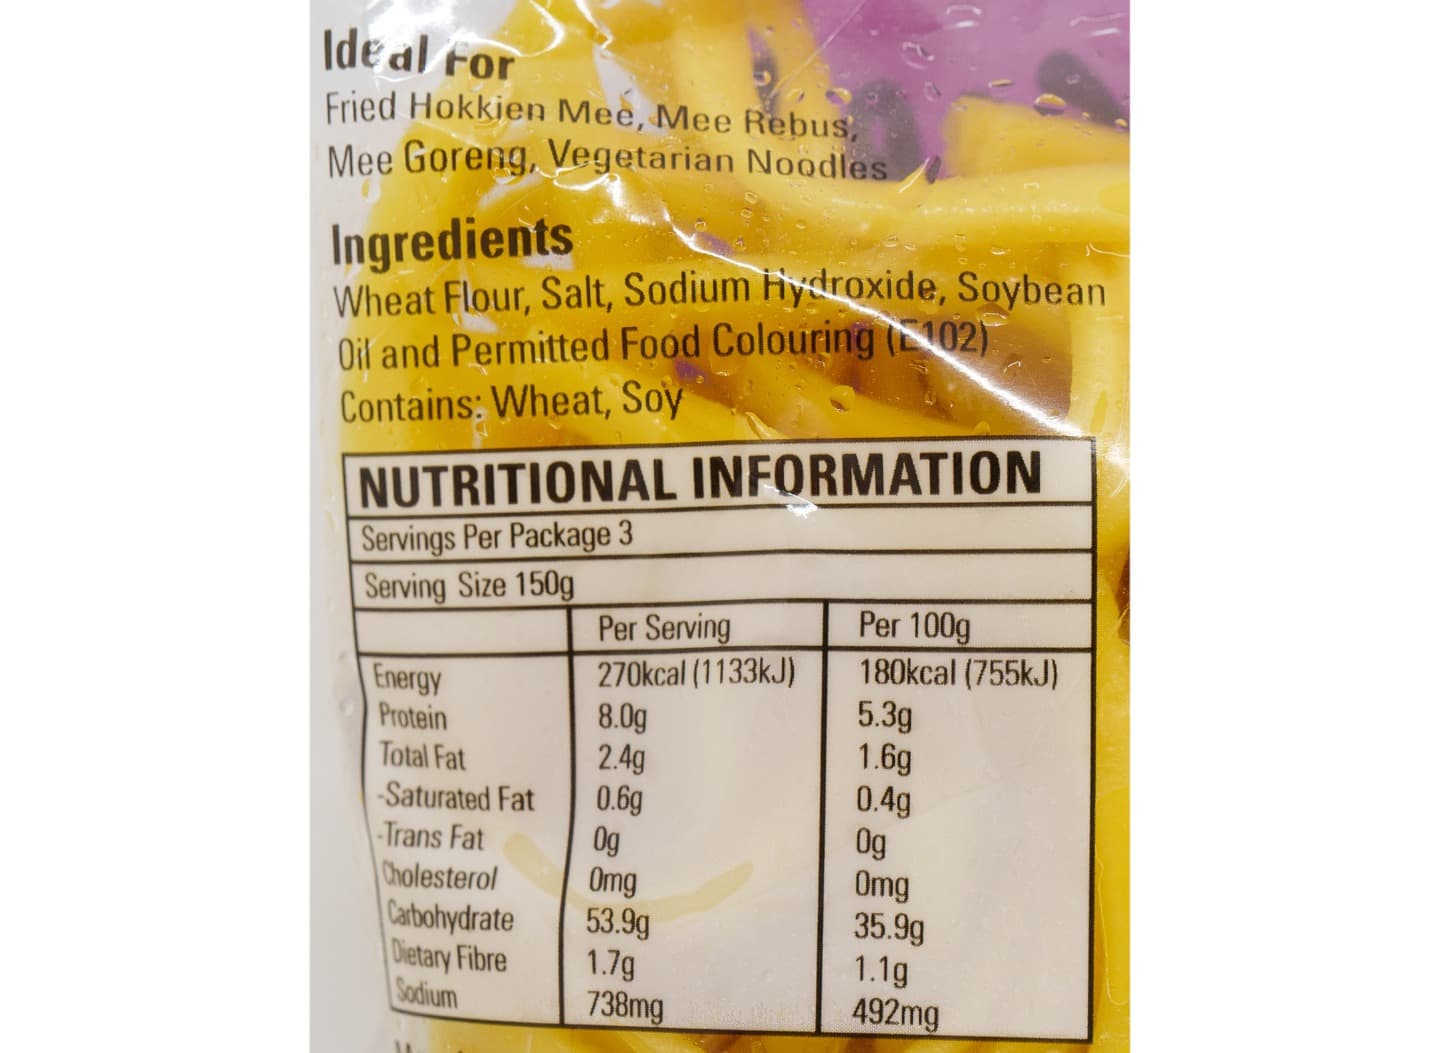 Ideal For
Fried Hokkien Mee, Mee Rebus,
Mee Goreng, Vegetarian Noodles
Ingredients
Wheat Flour, Salt, Sodium Hydroxide, Soybean
Oil and Permitted Food Colouring (E102)
Contains: Wheat, Soy
NUTRITIONAL INFORMATION
Servings Per Package 3
Serving Size 150g
Per Serving Per 100g
Energy 270kcal (1133kJ) 180kcal (755kJ)
Protein 8.0g 5.3g
Total Fat 2.4g 1.6g
-Saturated Fat 0.6g 0.4g
-Trans Fat 0g 0g
Cholesterol 0mg 0mg
Carbohydrate 53.9g 35.9g
Dietary Fibre 1.7g 1.1g
Sodium 738mg 492mg